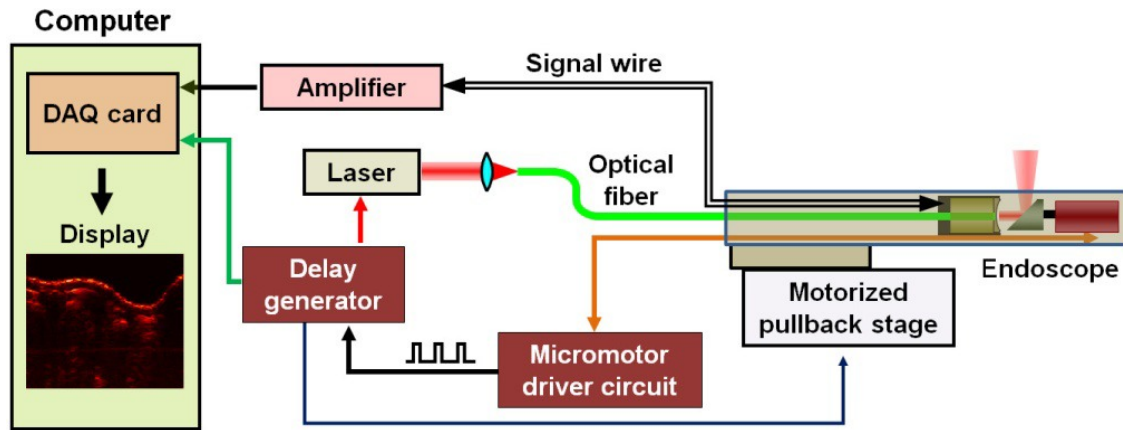 Computer
DAQ card
Display
Amplifier
Signal wire
Laser
Optical
fiber
Delay
generator
Micromotor
driver circuit
Endoscope
Motorized
pullback stage